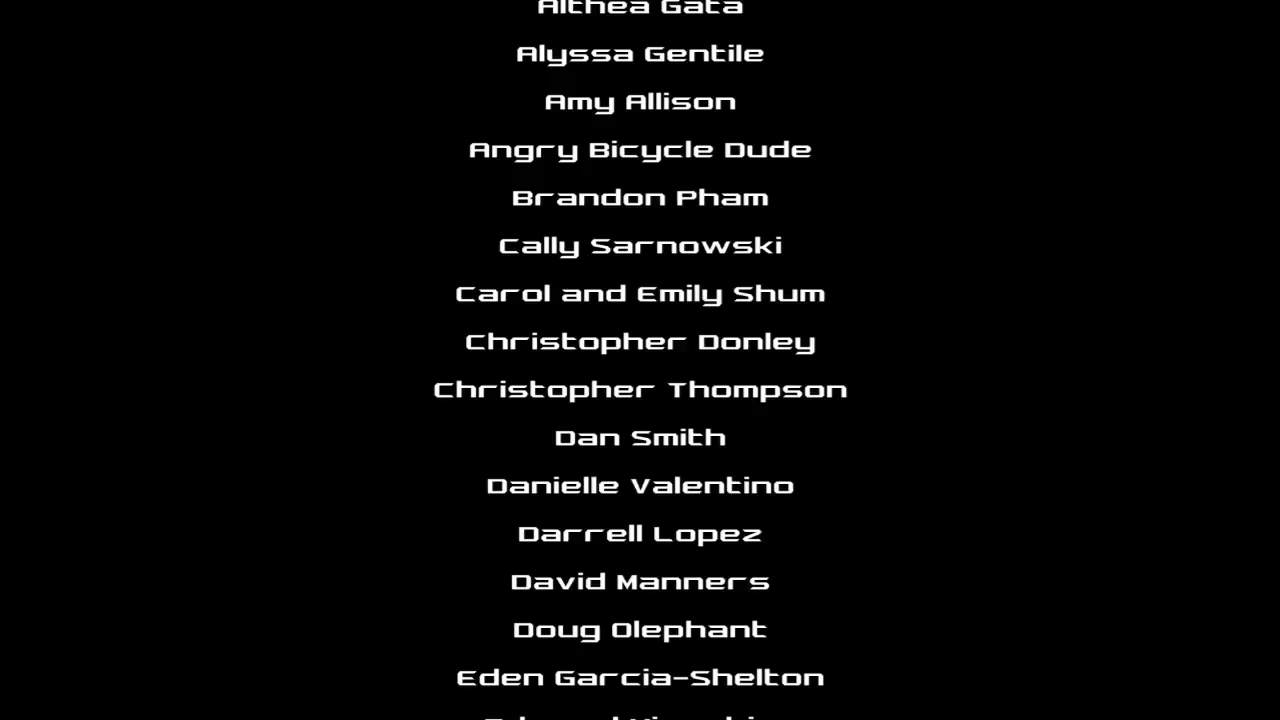 Althea Gata
Alyssa Gentile
Amy Allison
Angry Bicycle Dude
Brandon Pham
Cally Sarnowski
Carol and Emily Shum
Christopher Donley
Christopher Thompson
Dan Smith
Danielle Valentino
Darrell Lopez
David Manners
Doug Olephant
Eden Garcia-Shelton